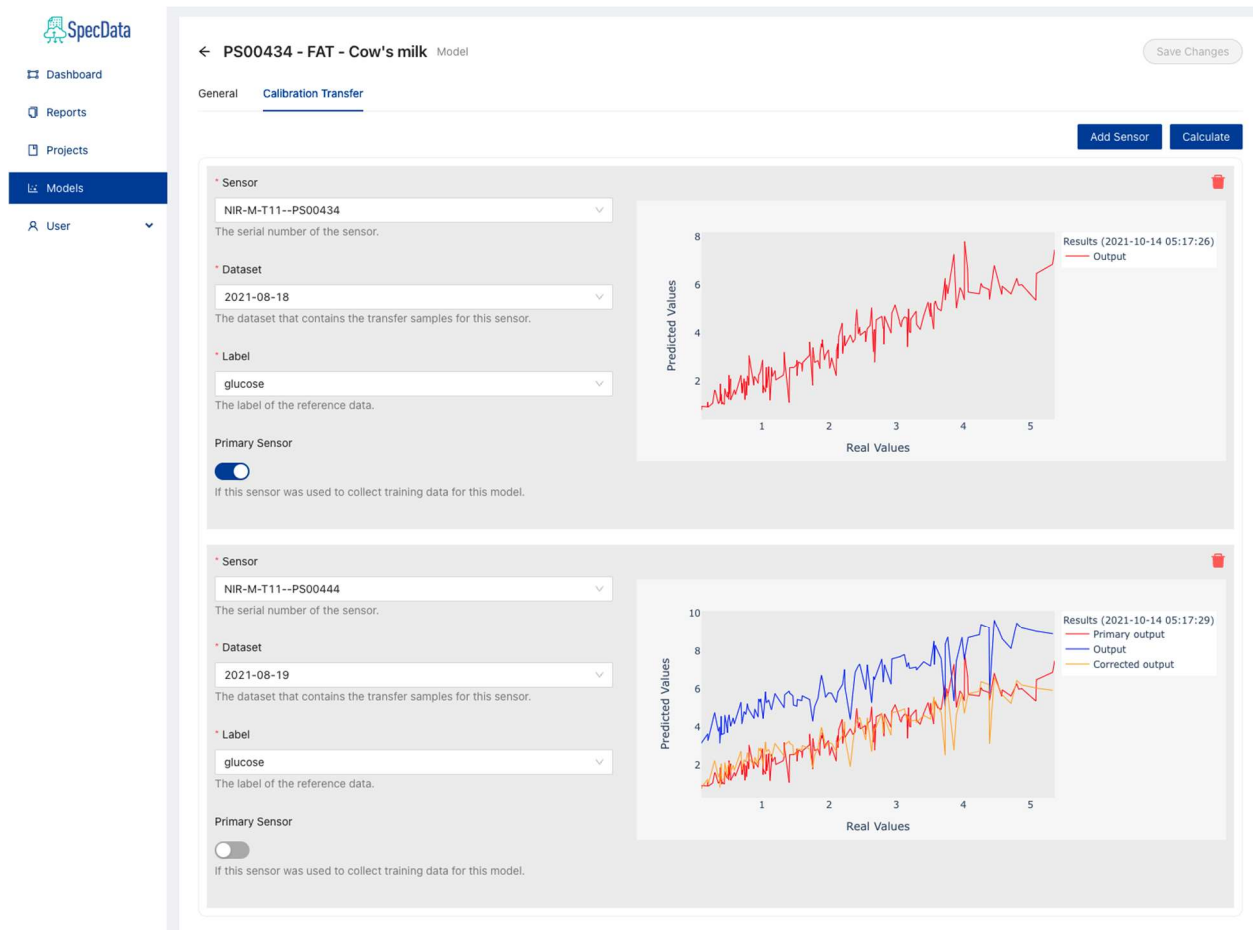 SpecData
Dashboard
Reports
Projects
Models
User
PS00434 - FAT - Cow's milk Model
Save Changes
General Calibration Transfer
Add Sensor Calculate
* Sensor
NIR-M-T11--PS00434
The serial number of the sensor.
* Dataset
2021-08-18
The dataset that contains the transfer samples for this sensor.
* Label
glucose
The label of the reference data.
Primary Sensor
If this sensor was used to collect training data for this model.
8
6
4
2
Predicted Values
1 2 3 4 5
Real Values
Results (2021-10-14 05:17:26)
Output
* Sensor
NIR-M-T11--PS00444
The serial number of the sensor.
* Dataset
2021-08-19
The dataset that contains the transfer samples for this sensor.
* Label
glucose
The label of the reference data.
Primary Sensor
If this sensor was used to collect training data for this model.
10
8
6
4
2
Predicted Values
1 2 3 4 5
Real Values
Results (2021-10-14 05:17:29)
Primary output
Output
Corrected output